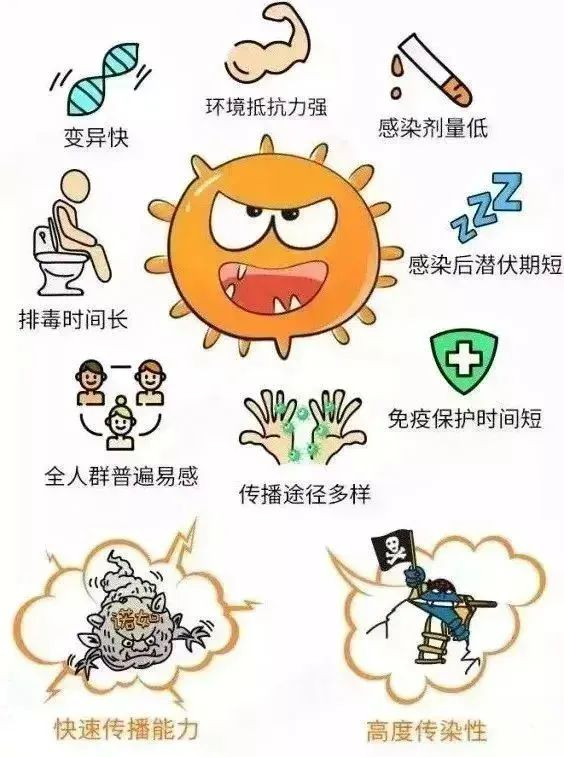 环境抵抗力强
变异快
感染剂量低
感染后潜伏期短
排毒时间长
免疫保护时间短
全人群普遍易感
传播途径多样
诺如
快速传播能力
高度传染性